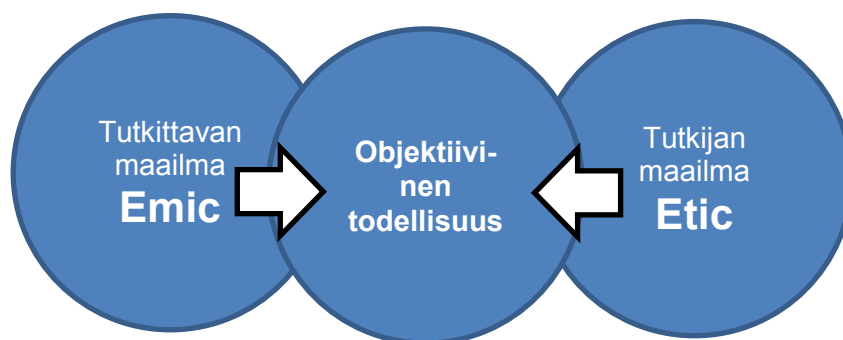 Tutkittavan
maailma
Emic
Objektiivi-
nen
todellisuus
Tutkijan
maailma
Etic